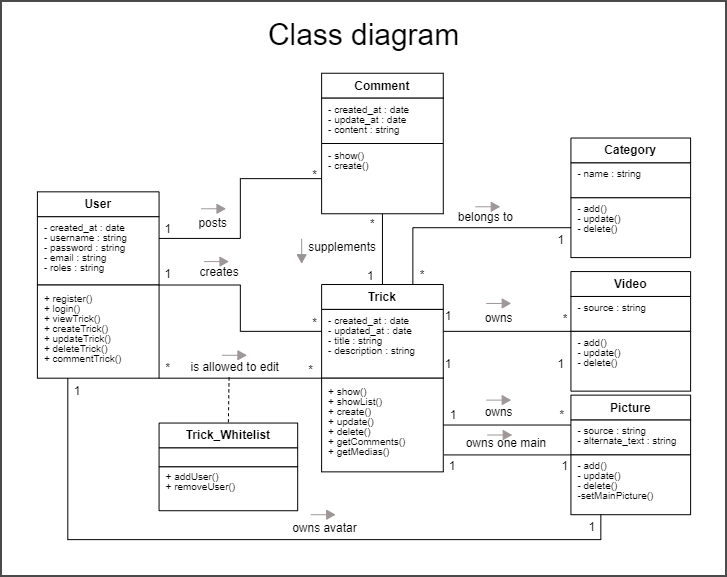 Class diagram
Comment
- created_at : date
- update_at : date
- content : string
- show()
- create()
Category
- name : string
- add()
- update()
- delete()
User
- created_at : date
- username : string
- password : string
- email : string
- roles : string
+ register()
+ login()
+ viewTrick()
+ createTrick()
+ updateTrick()
+ deleteTrick()
+ commentTrick()
1
posts
*
1
creates
*
*
supplements
1
belongs to
*
1
Trick
- created_at : date
- updated_at : date
- title : string
- description : string
+ show()
+ showList()
+ create()
+ update()
+ delete()
+ getComments()
+ getMedias()
Video
- source : string
- add()
- update()
- delete()
1
owns
*
1
1
*
is allowed to edit
*
Trick_Whitelist
+ addUser()
+ removeUser()
Picture
- source : string
- alternate_text : string
- add()
- update()
- delete()
-setMainPicture()
1
owns
*
owns one main
1
1
1
owns avatar
1